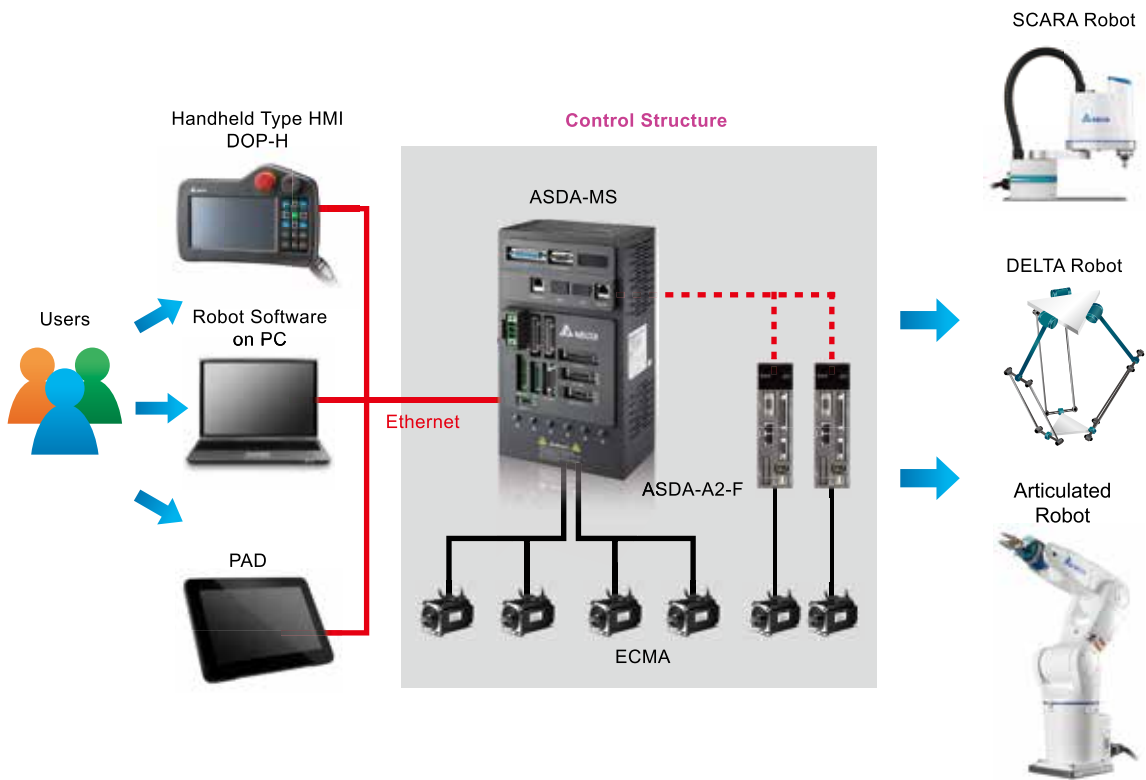 SCARA Robot
Handheld Type HMI
DOP-H
Control Structure
ASDA-MS
DELTA Robot
Users
Robot Software
on PC
Ethernet
ASDA-A2-F
Articulated
Robot
PAD
ECMA